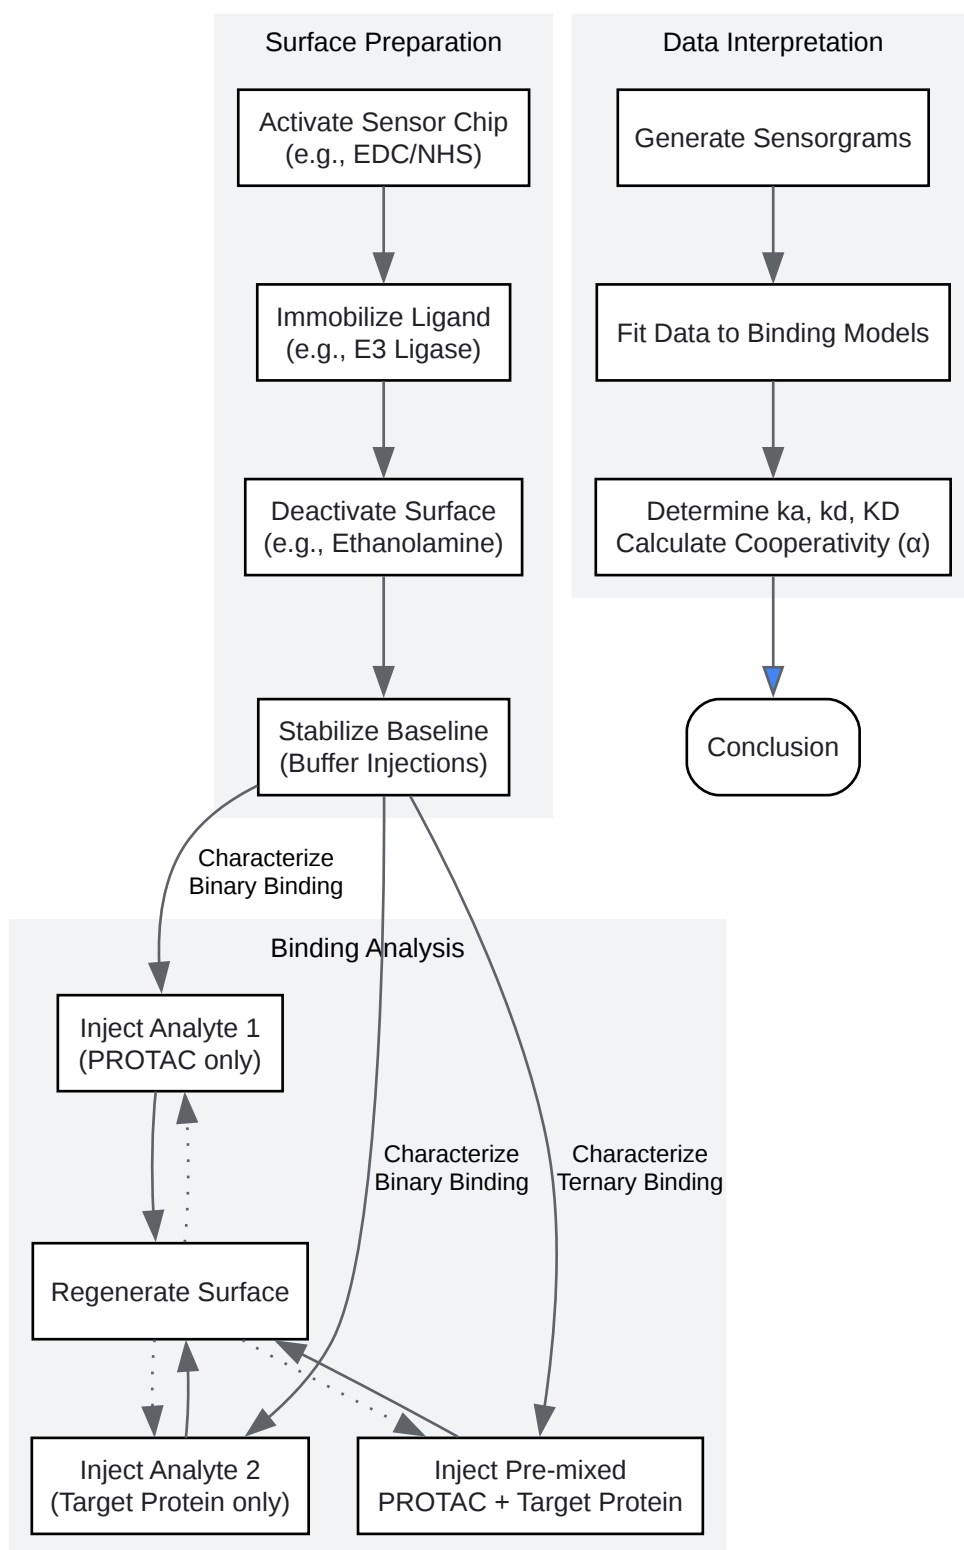 Surface Preparation
Activate Sensor Chip
(e.g., EDC/NHS)
Immobilize Ligand
(e.g., E3 Ligase)
Deactivate Surface
(e.g., Ethanolamine)
Stabilize Baseline
(Buffer Injections)
Data Interpretation
Generate Sensorgrams
Fit Data to Binding Models
Determine ka, kd, KD
Calculate Cooperativity (α)
Conclusion
Characterize
Binary Binding
Binding Analysis
Inject Analyte 1
(PROTAC only)
Characterize
Binary Binding
Characterize
Ternary Binding
Regenerate Surface
Inject Analyte 2
(Target Protein only)
Inject Pre-mixed
PROTAC + Target Protein